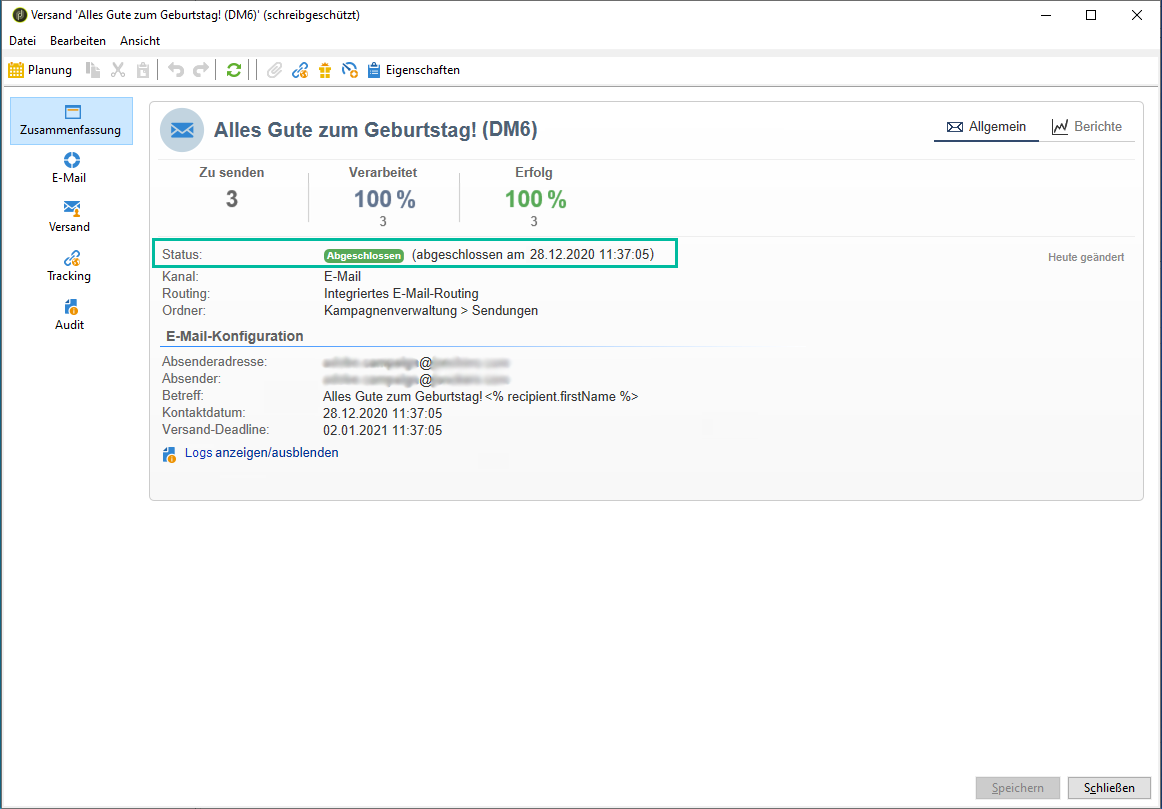 Versand 'Alles Gute zum Geburtstag! (DM6)' (schreibgeschützt)
Datei Bearbeiten Ansicht
Planung Eigenschaften
Zusammenfassung
E-Mail
Versand
Tracking
Audit
Alles Gute zum Geburtstag! (DM6)
Allgemein Berichte
Zu senden Verarbeitet Erfolg
3 100 % 100 %
3 3
Status: Abgeschlossen (abgeschlossen am 28.12.2020 11:37:05)
Heute geändert
Kanal: E-Mail
Routing: Integriertes E-Mail-Routing
Ordner: Kampagnenverwaltung > Sendungen
E-Mail-Konfiguration
Absenderadresse: @
Absender: @
Betreff: Alles Gute zum Geburtstag! <% recipient.firstName %>
Kontaktdatum: 28.12.2020 11:37:05
Versand-Deadline: 02.01.2021 11:37:05
Logs anzeigen/ausblenden
Speichern Schließen